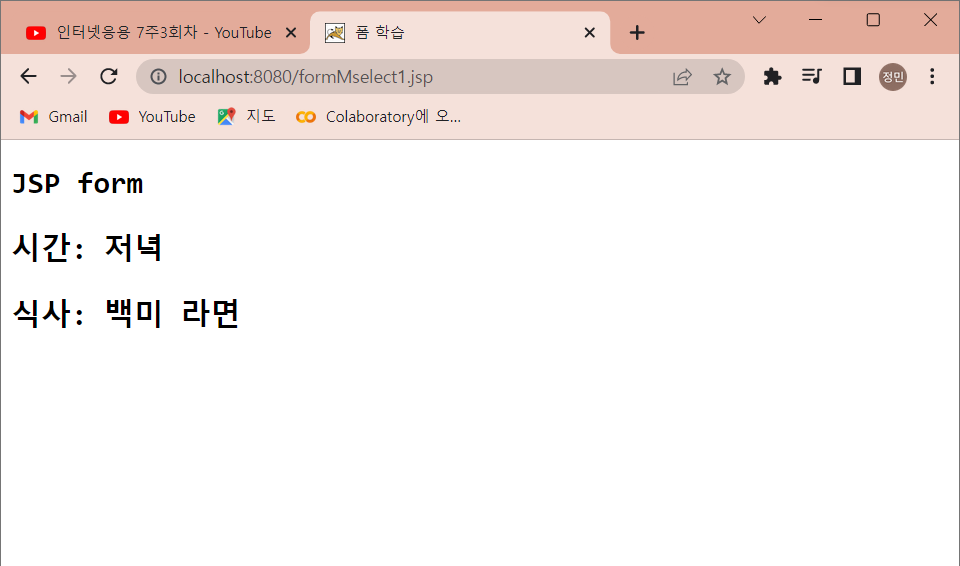 인터넷응용 7주3회차 - YouTube
폼 학습
localhost:8080/formMselect1.jsp
정민
Gmail
YouTube
지도
Colaboratory에 오...
JSP form
시간: 저녁
식사: 백미 라면